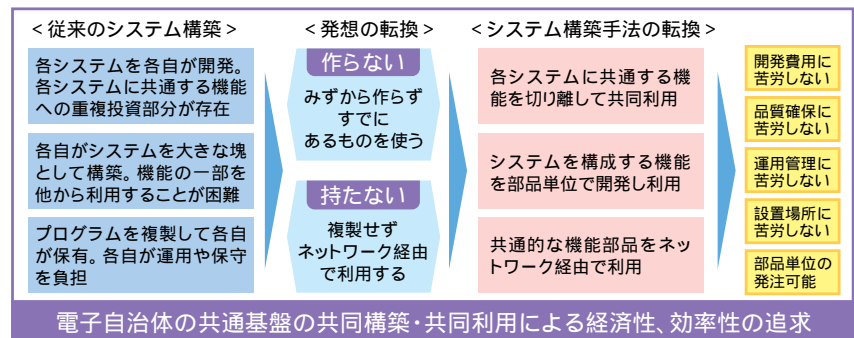 ＜従来のシステム構築＞
各システムを各自が開発。
各システムに共通する機能
への重複投資部分が存在
各自がシステムを大きな塊
として構築。機能の一部を
他から利用することが困難
プログラムを複製して各自
が保有。各自が運用や保守
を負担
＜発想の転換＞
作らない
みずから作らず
すでに
あるものを使う
持たない
複製せず
ネットワーク経由
で利用する
＜システム構築手法の転換＞
各システムに共通する機
能を切り離して共同利用
システムを構成する機能
を部品単位で開発し利用
共通的な機能部品をネッ
トワーク経由で利用
開発費用に
苦労しない
品質確保に
苦労しない
運用管理に
苦労しない
設置場所に
苦労しない
部品単位の
発注可能
電子自治体の共通基盤の共同構築・共同利用による経済性、効率性の追求